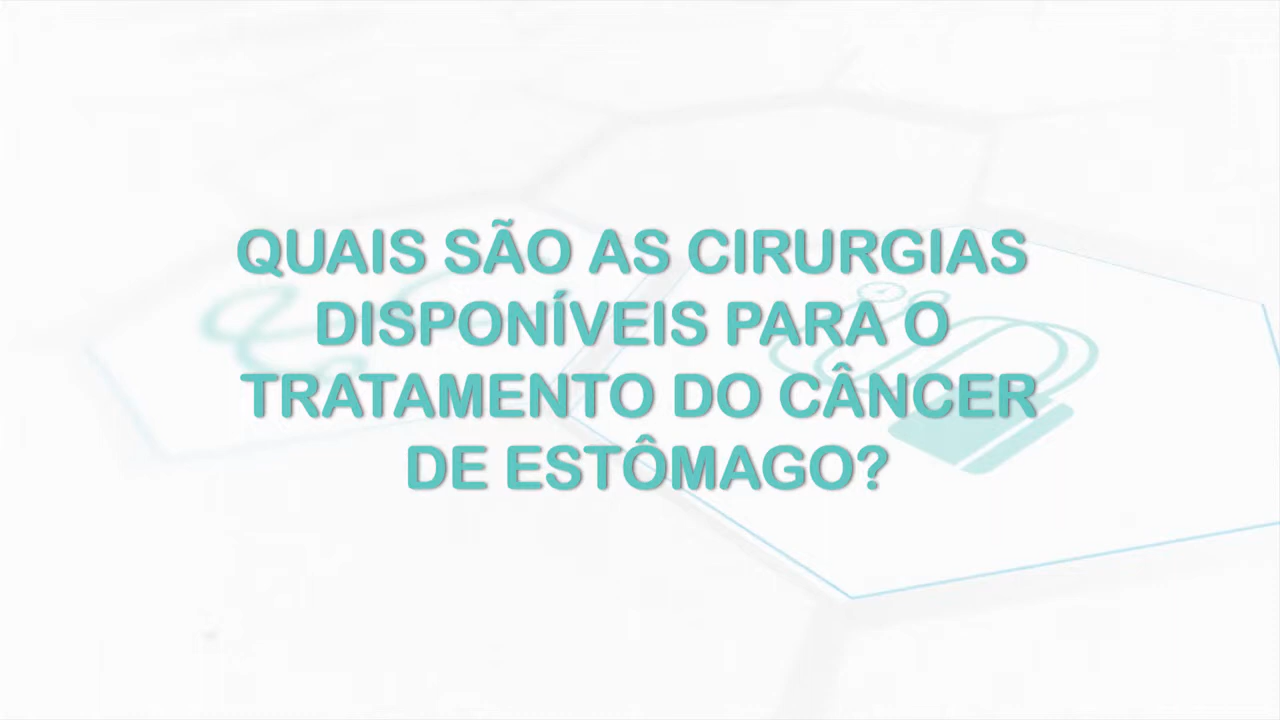 QUAIS SÃO AS CIRURGIAS
DISPONÍVEIS PARA O
TRATAMENTO DO CÂNCER
DE ESTÔMAGO?